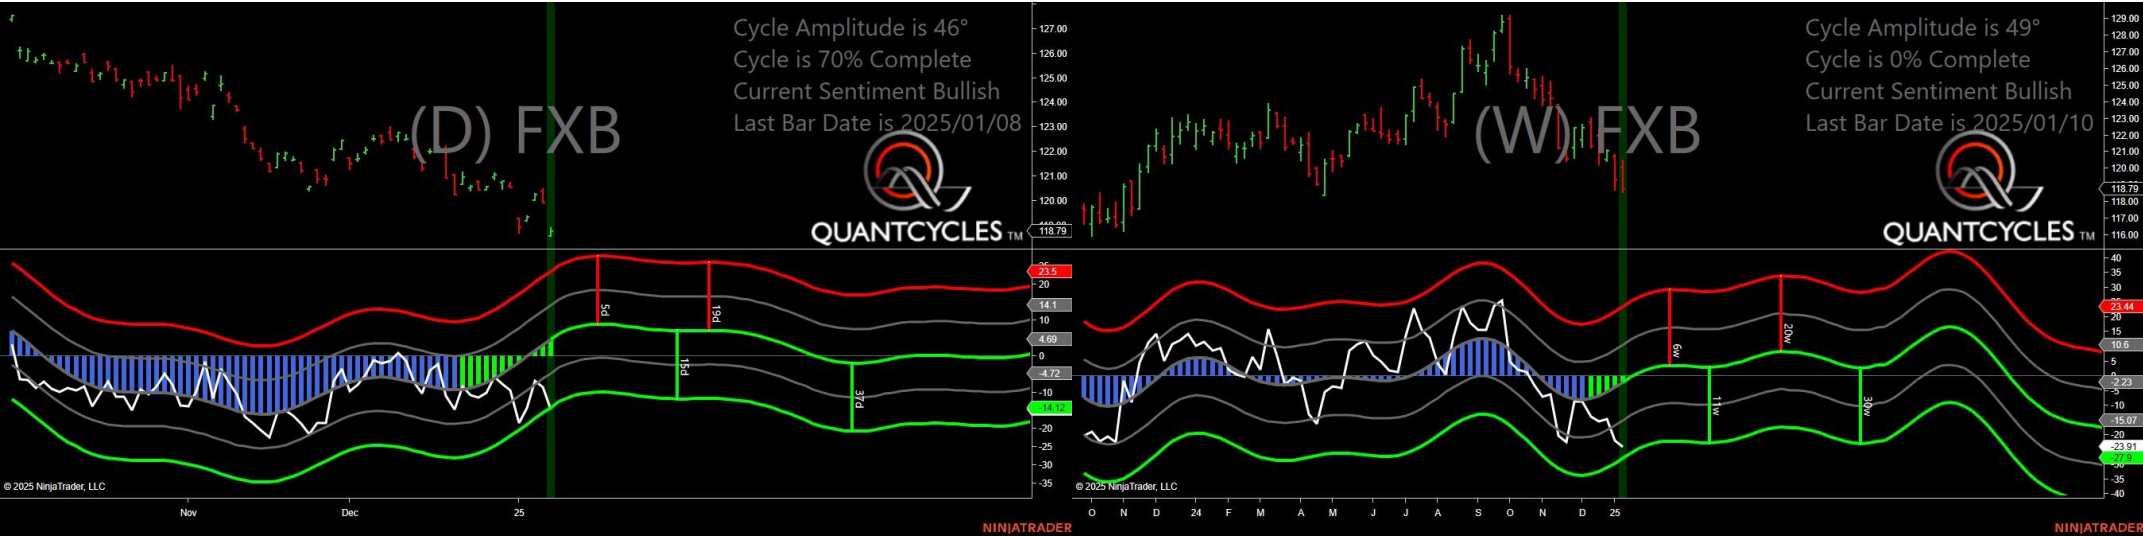 Cycle Amplitude is 46°
Cycle is 70% Complete
Current Sentiment Bullish
Last Bar Date is 2025/01/08
(D) FXB
QUANTCYCLES TM
127.00
126.00
125.00
124.00
123.00
122.00
121.00
120.00
118.79
23.5
20
14.1
10
4.69
0
-4.72
-10
-14.12
-20
-25
-30
-35
5d
19d
15d
37d
© 2025 NinjaTrader, LLC
Nov
Dec
25
NINJATRADER
Cycle Amplitude is 49°
Cycle is 0% Complete
Current Sentiment Bullish
Last Bar Date is 2025/01/10
(W) FXB
QUANTCYCLES TM
129.00
128.00
127.00
126.00
125.00
124.00
123.00
122.00
121.00
120.00
118.79
118.00
117.00
116.00
40
35
30
23.44
20
15
10.6
5
-2.23
-5
-10
-15.07
-20
-23.91
-27.9
-35
-40
6w
20w
11w
30w
© 2025 NinjaTrader, LLC
O
N
D
24
F
M
A
M
J
J
A
S
O
N
D
25
NINJATRADER